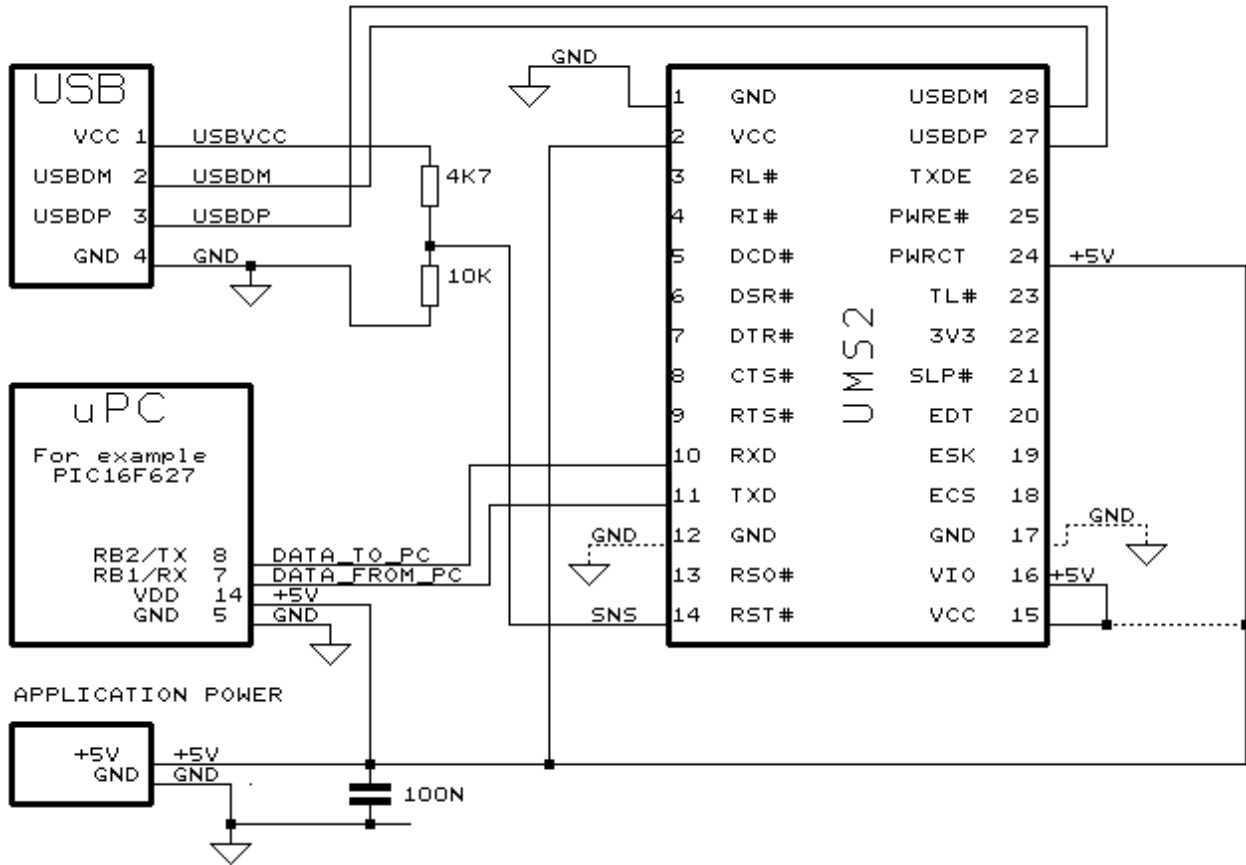 GND
USB
VCC 1 USBVCC
USBDM 2 USBDM
USBDP 3 USBDP
GND 4 GND
4K7
10K
uPC
For example
PIC16F627
RB2/TX 8 DATA_TO_PC
RB1/RX 7 DATA_FROM_PC
VDD 14 +5V
GND 5 GND
APPLICATION POWER
+5V +5V
GND GND
100N
UMS2
1 GND
2 VCC
3 RL#
4 RI#
5 DCD#
6 DSR#
7 DTR#
8 CTS#
9 RTS#
10 RXD
11 TXD
GND 12 GND
13 RSO#
SNS 14 RST#
USBDM 28
USBDP 27
TXDE 26
PWRE# 25
PWRCT 24 +5V
TL# 23
3V3 22
SLP# 21
EDT 20
ESK 19
ECS 18
GND 17 GND
VIO 16 +5V
VCC 15